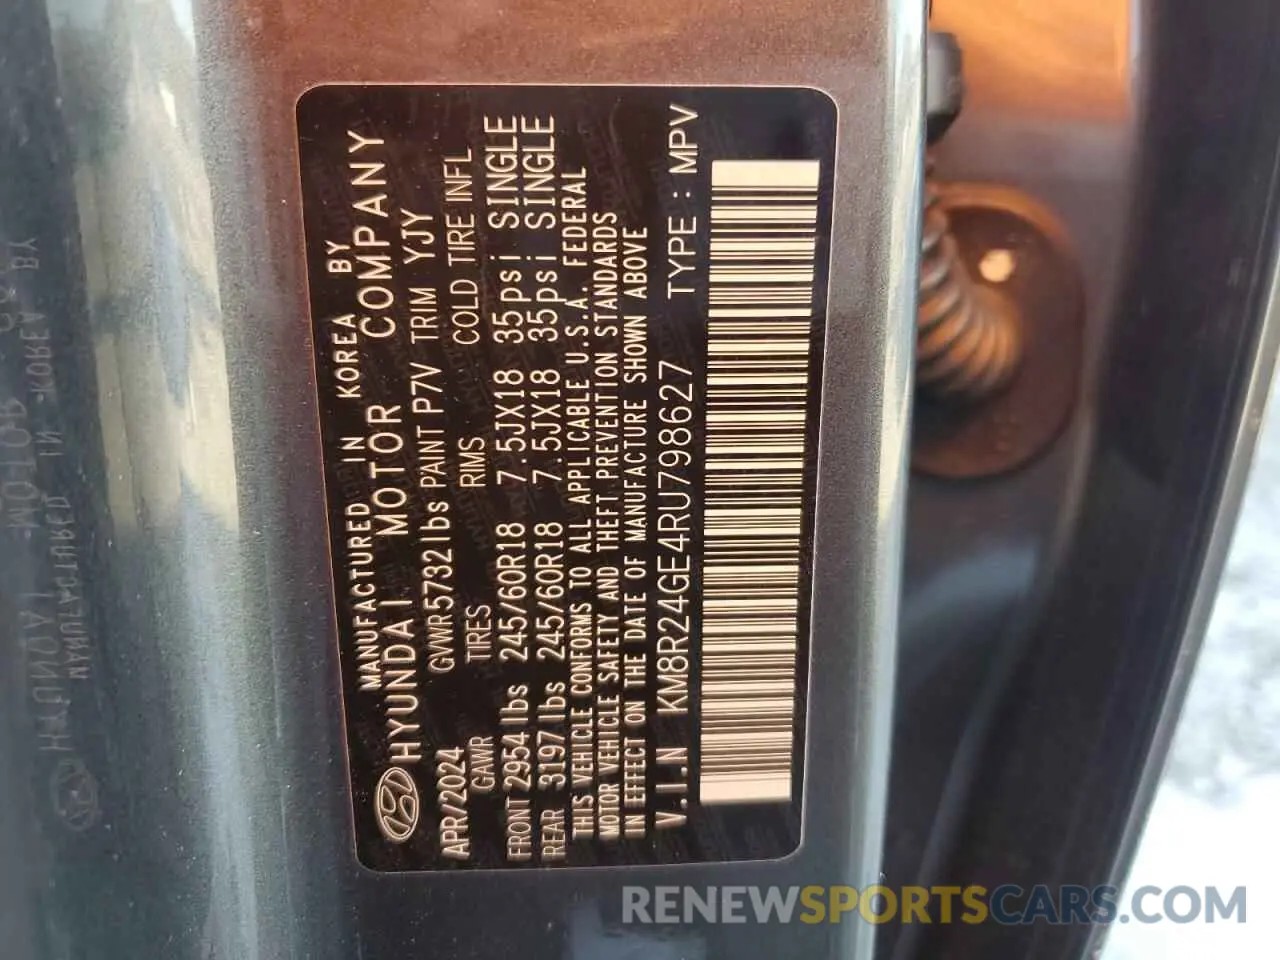 MANUFACTURED IN KOREA BY
HYUNDAI MOTOR COMPANY
APR/2024 GVWR 5732 lbs PAINT P7V TRIM YJY
GAWR TIRES RIMS COLD TIRE INFL
FRONT 2954 lbs 245/60R18 7.5JX18 35psi SINGLE
REAR 3197 lbs 245/60R18 7.5JX18 35psi SINGLE
THIS VEHICLE CONFORMS TO ALL APPLICABLE U.S.A. FEDERAL
MOTOR VEHICLE SAFETY AND THEFT PREVENTION STANDARDS
IN EFFECT ON THE DATE OF MANUFACTURE SHOWN ABOVE
V.I.N KM8R24GE4RU798627 TYPE : MPV
RENEWSPORTSCARS.COM